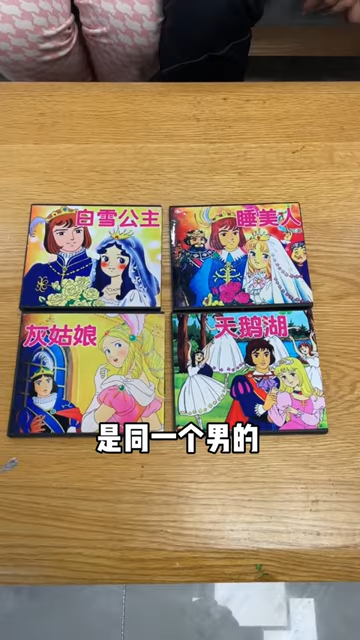 白雪公主
睡美人
灰姑娘
天鹅湖
是同一个男的